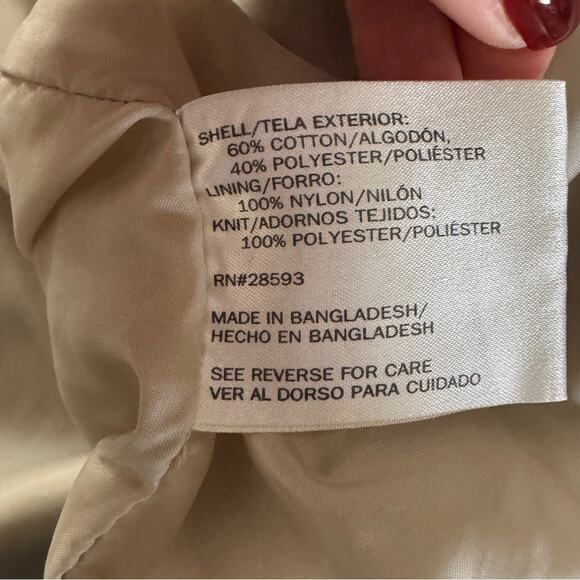 SHELL/TELA EXTERIOR:
60% COTTON/ALGODÓN,
40% POLYESTER/POLIÉSTER
LINING/FORRO:
100% NYLON/NILÓN
KNIT/ADORNOS TEJIDOS:
100% POLYESTER/POLIÉSTER
RN#28593
MADE IN BANGLADESH/
HECHO EN BANGLADESH
SEE REVERSE FOR CARE
VER AL DORSO PARA CUIDADO